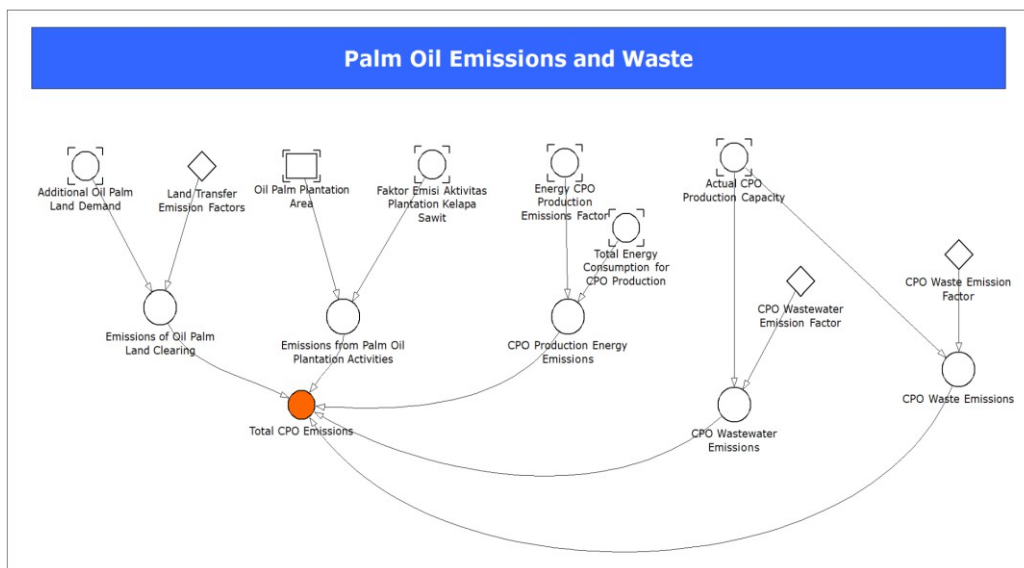 Palm Oil Emissions and Waste
Additional Oil Palm
Land Demand
Land Transfer
Emission Factors
Oil Palm Plantation
Area
Faktor Emisi Aktivitas
Plantation Kelapa
Sawit
Energy CPO
Production
Emissions Factor
Total Energy
Consumption for
CPO Production
Actual CPO
Production Capacity
CPO Wastewater
Emission Factor
CPO Waste Emission
Factor
Emissions of Oil Palm
Land Clearing
Emissions from Palm Oil
Plantation Activities
CPO Production Energy
Emissions
CPO Waste Emissions
Total CPO Emissions
CPO Wastewater
Emissions